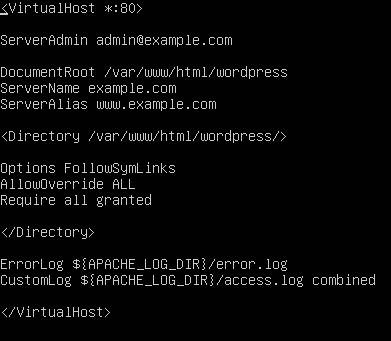 <VirtualHost *:80>
ServerAdmin admin@example.com
DocumentRoot /var/www/html/wordpress
ServerName example.com
ServerAlias www.example.com
<Directory /var/www/html/wordpress/>
Options FollowSymLinks
AllowOverride ALL
Require all granted
</Directory>
ErrorLog ${APACHE_LOG_DIR}/error.log
CustomLog ${APACHE_LOG_DIR}/access.log combined
</VirtualHost>